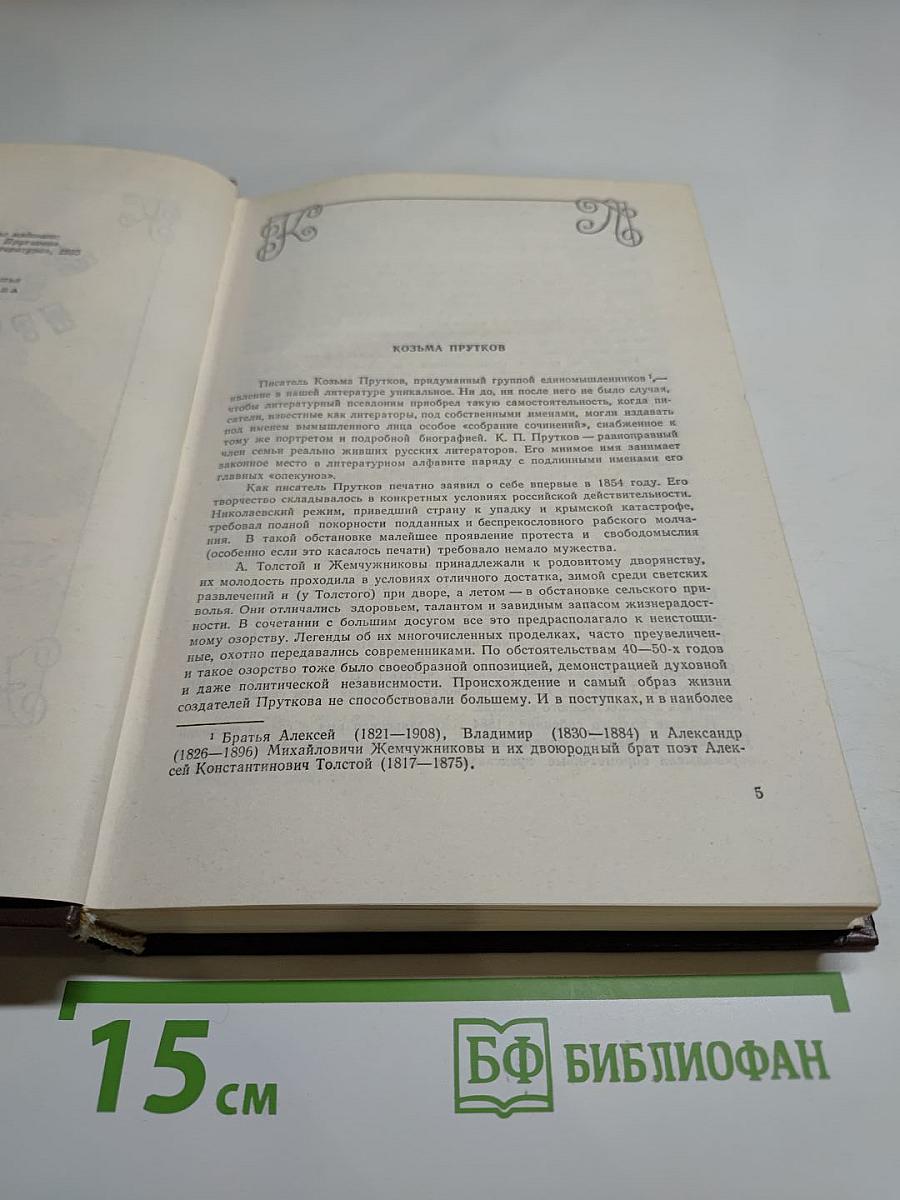 ье издание:
Пруткова.
литература, 1985
К
К П
КОЗЬМА ПРУТКОВ
Писатель Козьма Прутков, придуманный группой единомышленников ¹,—
явление в нашей литературе уникальное. Ни до, ни после него не было случая,
чтобы литературный псевдоним приобрел такую самостоятельность, когда пи-
сатели, известные как литераторы, под собственными именами, могли издавать
под именем вымышленного лица особое «собрание сочинений», снабженное к
тому же портретом и подробной биографией. К. П. Прутков — равноправный
член семьи реально живших русских литераторов. Его мнимое имя занимает
законное место в литературном алфавите наряду с подлинными именами его
главных «опекунов».
Как писатель Прутков печатно заявил о себе впервые в 1854 году. Его
творчество складывалось в конкретных условиях российской действительности.
Николаевский режим, приведший страну к упадку и крымской катастрофе,
требовал полной покорности подданных и беспрекословного рабского молча-
ния. В такой обстановке малейшее проявление протеста и свободомыслия
(особенно если это касалось печати) требовало немало мужества.
А. Толстой и Жемчужниковы принадлежали к родовитому дворянству,
их молодость проходила в условиях отличного достатка, зимой среди светских
развлечений и (у Толстого) при дворе, а летом — в обстановке сельского при-
волья. Они отличались здоровьем, талантом и завидным запасом жизнерадост-
ности. В сочетании с большим досугом все это предрасполагало к неистощи-
мому озорству. Легенды об их многочисленных проделках, часто преувеличен-
ные, охотно передавались современниками. По обстоятельствам 40—50-х годов
и такое озорство тоже было своеобразной оппозицией, демонстрацией духовной
и даже политической независимости. Происхождение и самый образ жизни
создателей Пруткова не способствовали большему. И в поступках, и в наиболее
¹ Братья Алексей (1821—1908), Владимир (1830—1884) и Александр
(1826—1896) Михайловичи Жемчужниковы и их двоюродный брат поэт Алек-
сей Константинович Толстой (1817—1875).
5
15 см
БФ БИБЛИОФАН